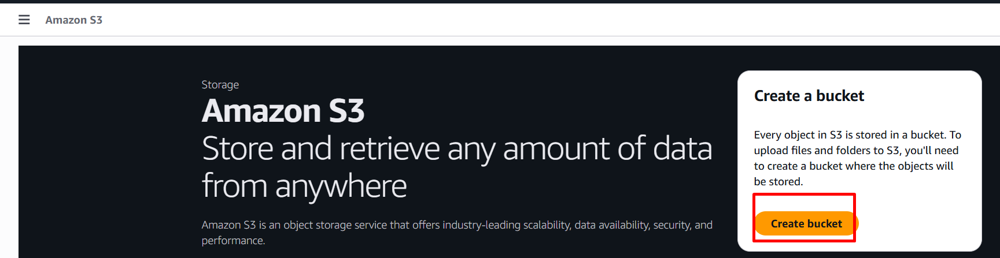 Amazon S3
Storage
Amazon S3
Store and retrieve any amount of data
from anywhere
Amazon S3 is an object storage service that offers industry-leading scalability, data availability, security, and
performance.
Create a bucket
Every object in S3 is stored in a bucket. To
upload files and folders to S3, you'll need
to create a bucket where the objects will
be stored.
Create bucket